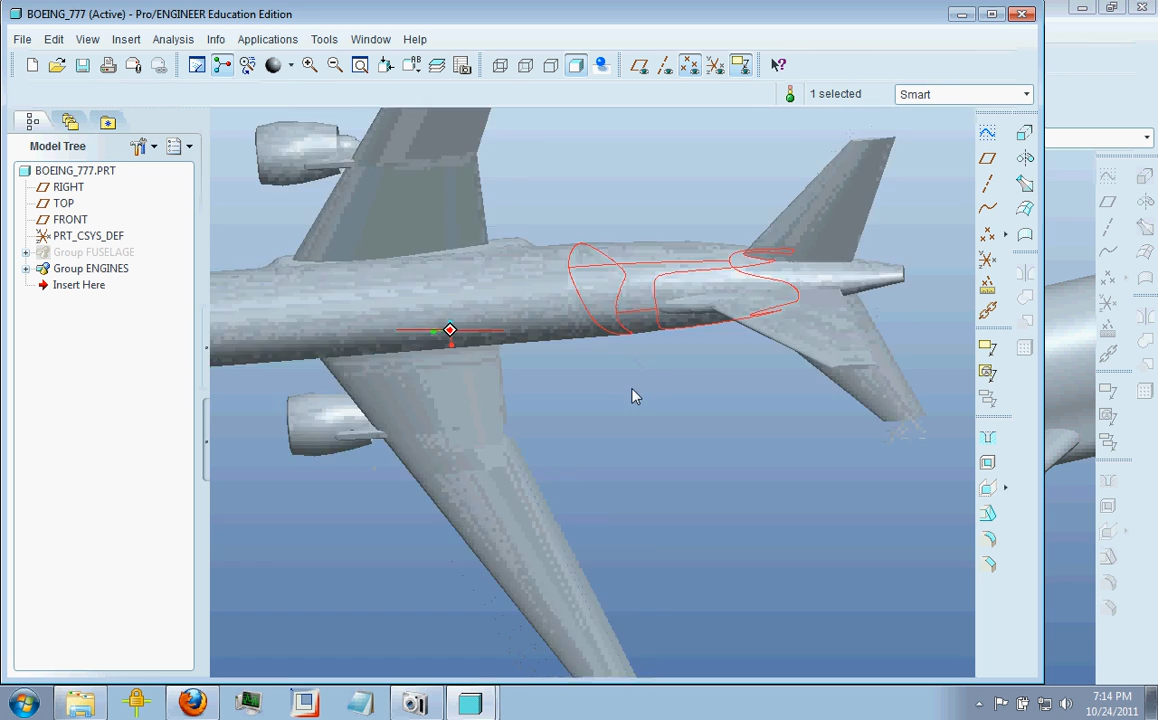 BOEING_777 (Active) - Pro/ENGINEER Education Edition
File Edit View Insert Analysis Info Applications Tools Window Help
1 selected Smart
Model Tree
BOEING_777.PRT
RIGHT
TOP
FRONT
PRT_CSYS_DEF
Group FUSELAGE
Group ENGINES
Insert Here
7:14 PM
10/24/2011